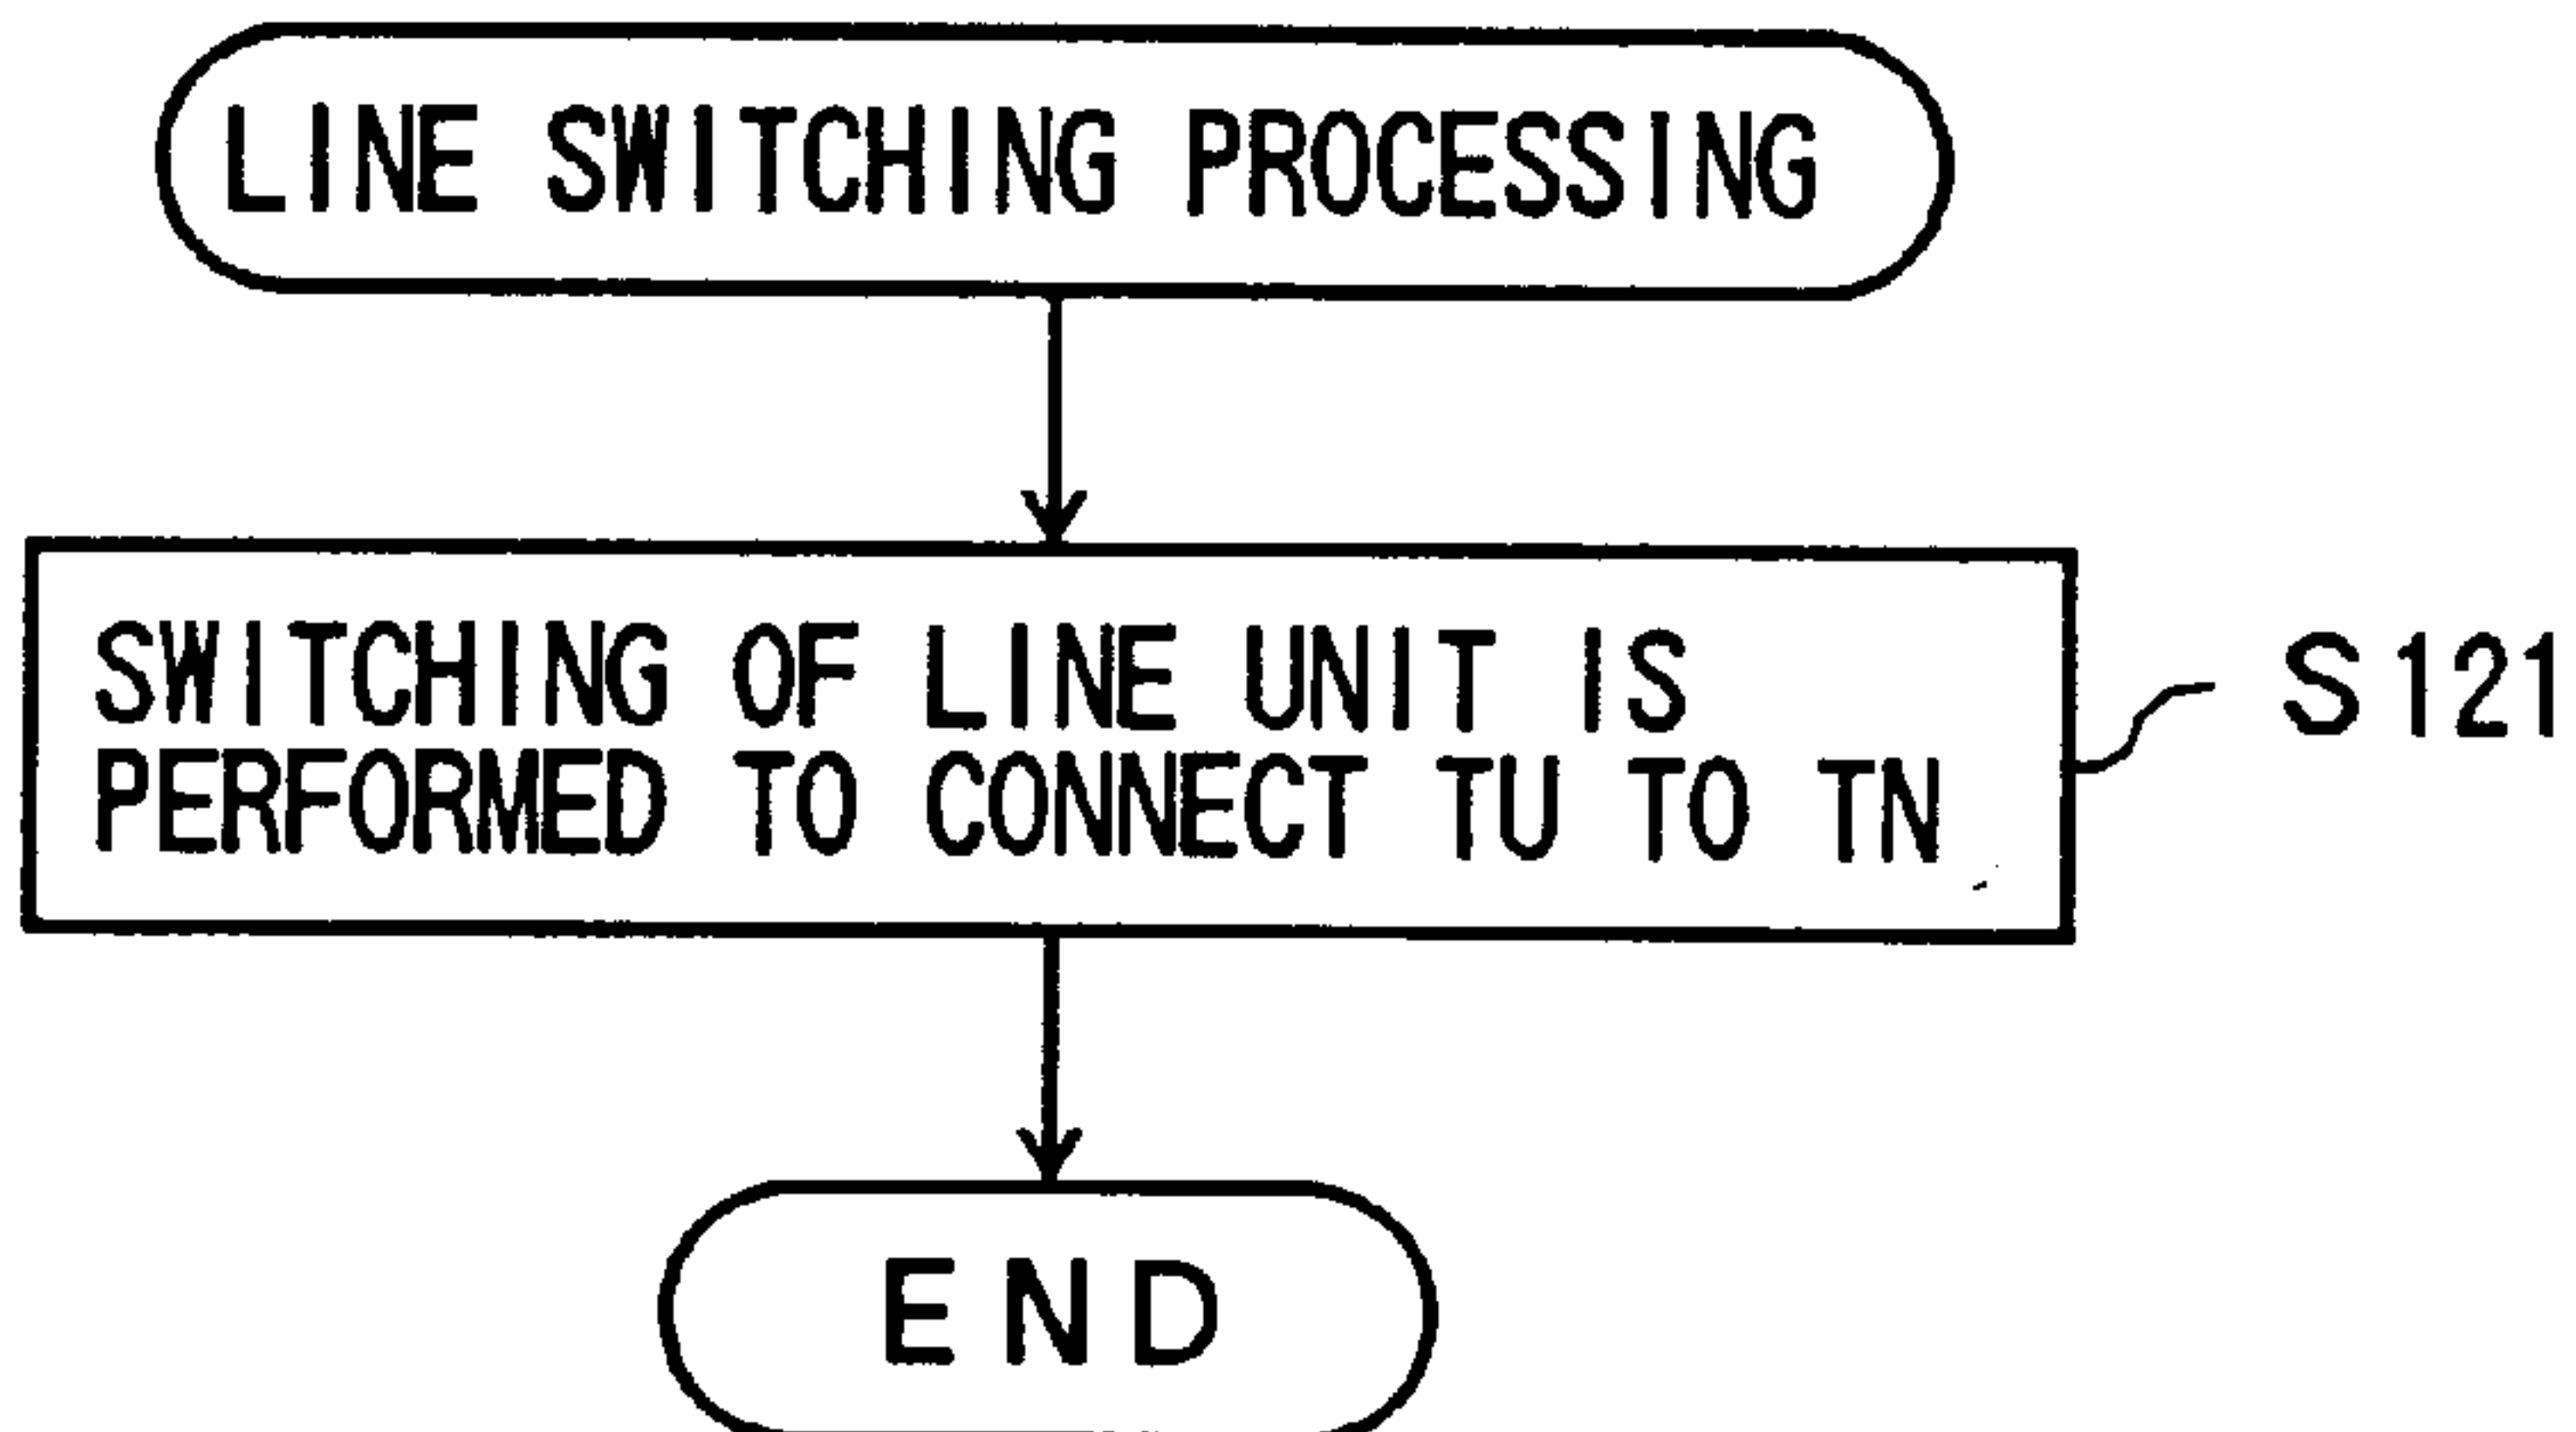 LINE SWITCHING PROCESSING
SWITCHING OF LINE UNIT IS
PERFORMED TO CONNECT TU TO TN
S121
END